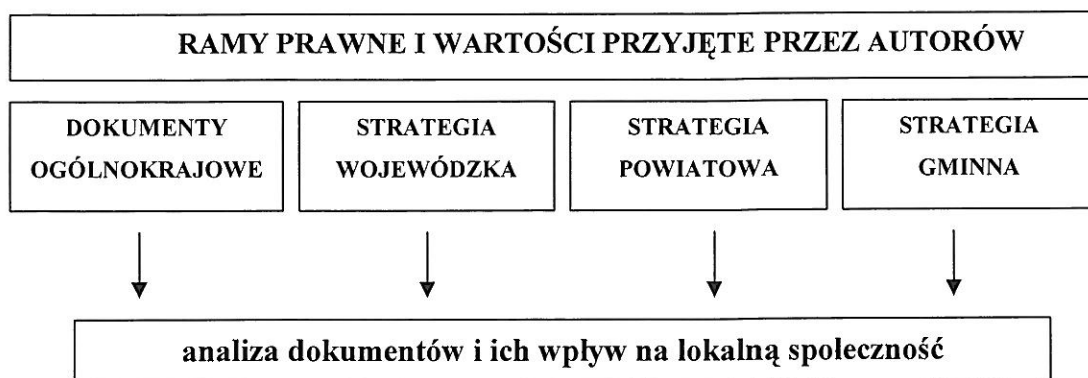 RAMY PRAWNE I WARTOŚCI PRZYJĘTE PRZEZ AUTORÓW
DOKUMENTY
OGÓLNOKRAJOWE
STRATEGIA
WOJEWÓDZKA
STRATEGIA
POWIATOWA
STRATEGIA
GMINNA
analiza dokumentów i ich wpływ na lokalną społeczność